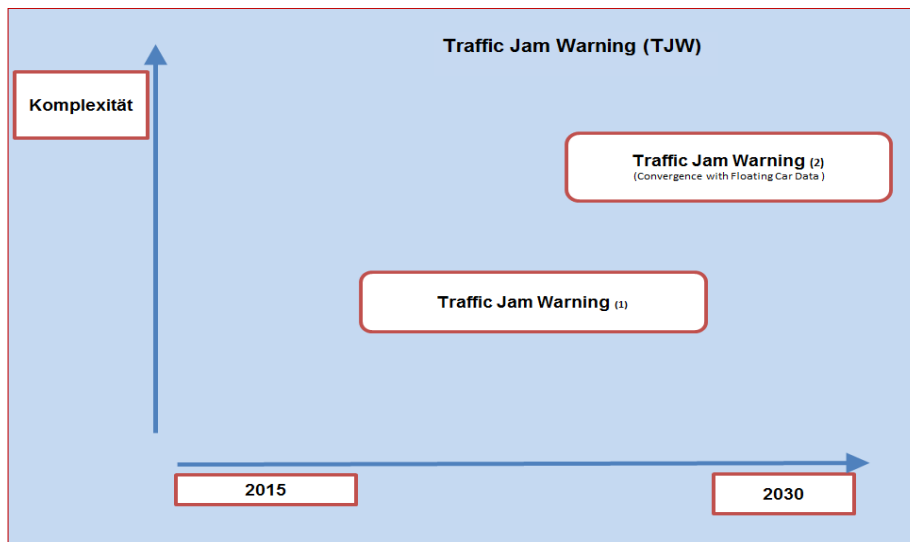 Traffic Jam Warning (TJW)
Komplexität
Traffic Jam Warning (2)
(Convergence with Floating Car Data )
Traffic Jam Warning (1)
2015
2030